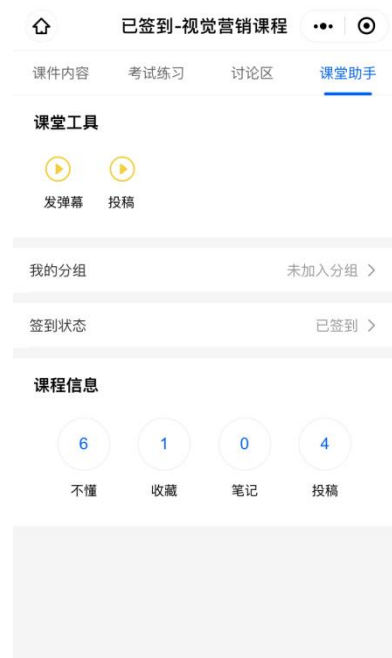 已签到-视觉营销课程
课件内容 考试练习 讨论区 课堂助手
课堂工具
发弹幕 投稿
我的分组 未加入分组
签到状态 已签到
课程信息
6 1 0 4
不懂 收藏 笔记 投稿